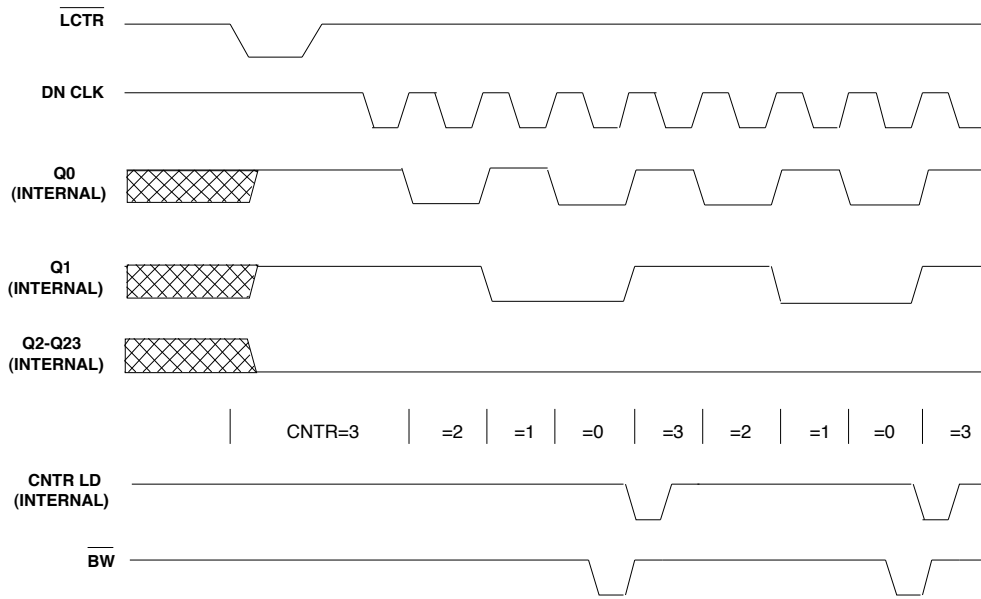 LCTR
DN CLK
Q0
(INTERNAL)
Q1
(INTERNAL)
Q2-Q23
(INTERNAL)
CNTR=3 =2 =1 =0 =3 =2 =1 =0 =3
CNTR LD
(INTERNAL)
BW